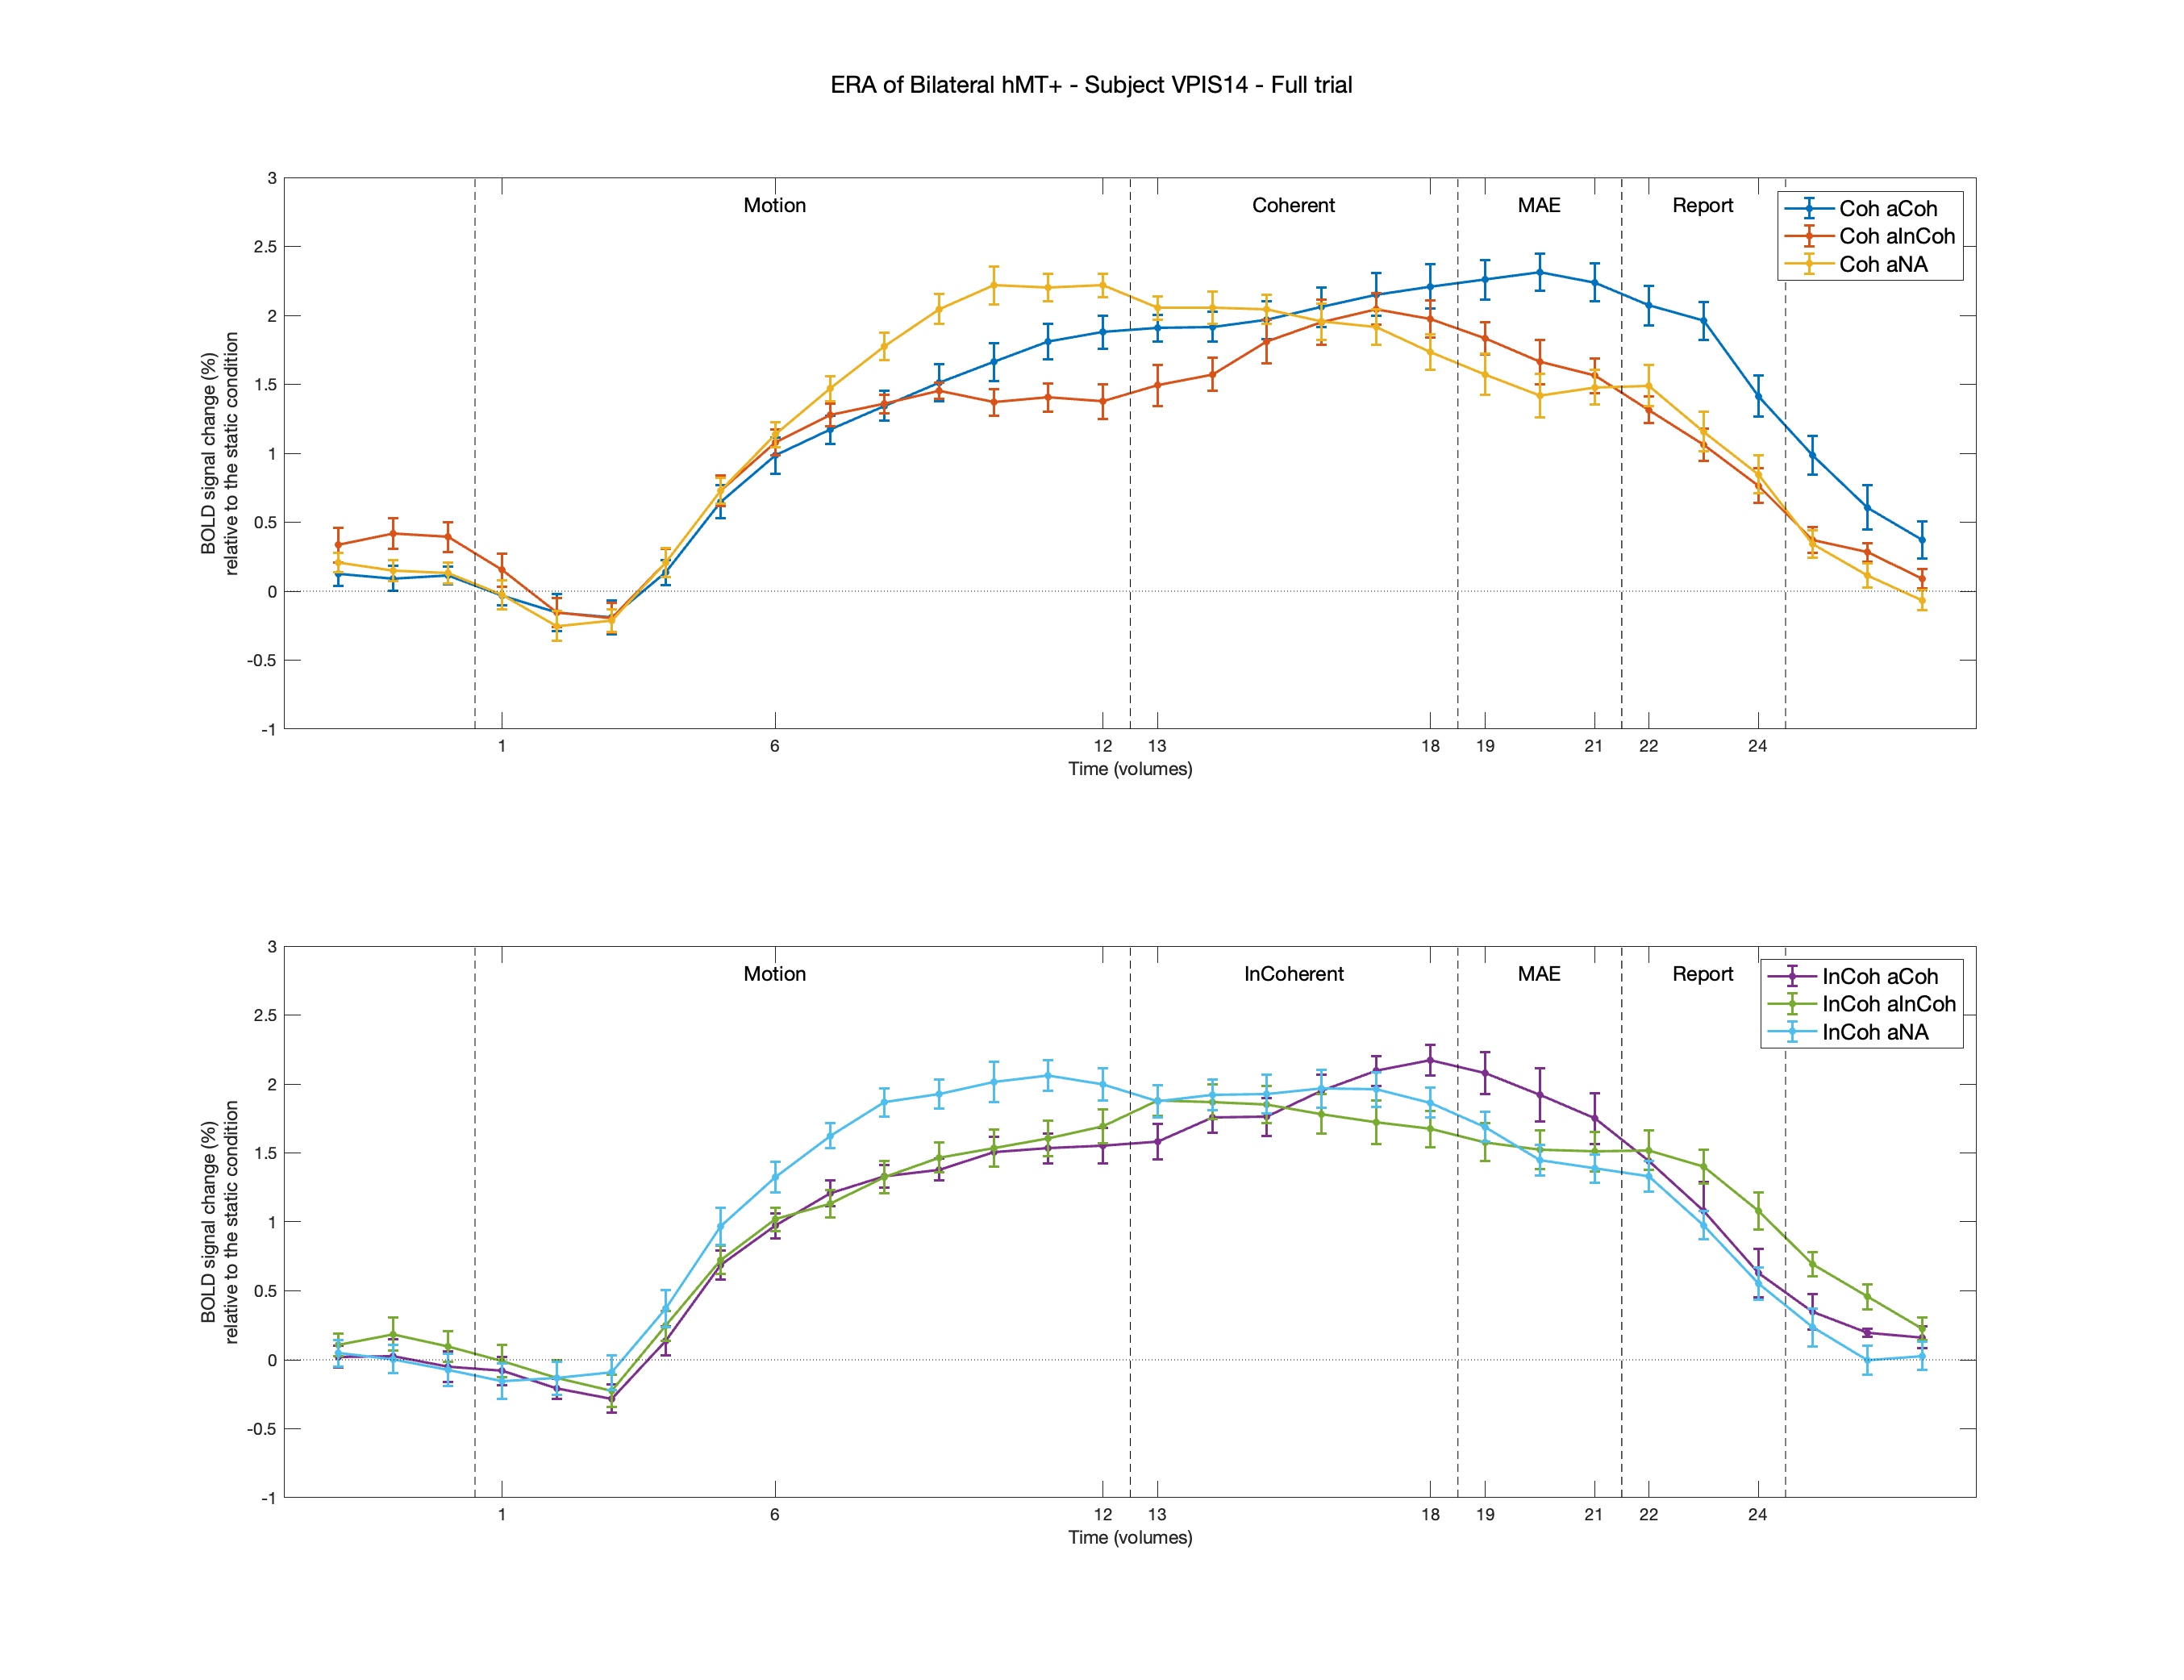 ERA of Bilateral hMT+ - Subject VPIS14 - Full trial
Motion
Coherent
MAE
Report
Coh aCoh
Coh aInCoh
Coh aNA
3
2.5
2
1.5
1
0.5
0
-0.5
-1
BOLD signal change (%)
relative to the static condition
1
6
12
13
18
19
21
22
24
Time (volumes)
Motion
InCoherent
MAE
Report
InCoh aCoh
InCoh aInCoh
InCoh aNA
3
2.5
2
1.5
1
0.5
0
-0.5
-1
BOLD signal change (%)
relative to the static condition
1
6
12
13
18
19
21
22
24
Time (volumes)